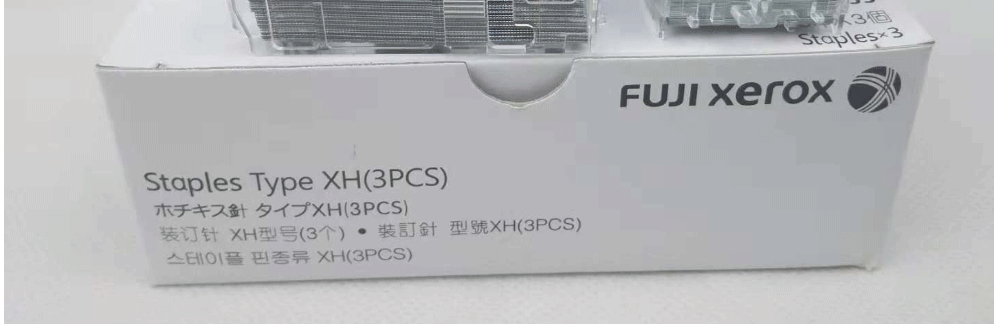 ×3個
Staples×3
FUJI xerox
Staples Type XH(3PCS)
ホチキス針 タイプXH(3PCS)
装订针 XH型号(3个) • 裝訂針 型號XH(3PCS)
스테이플 핀종류 XH(3PCS)